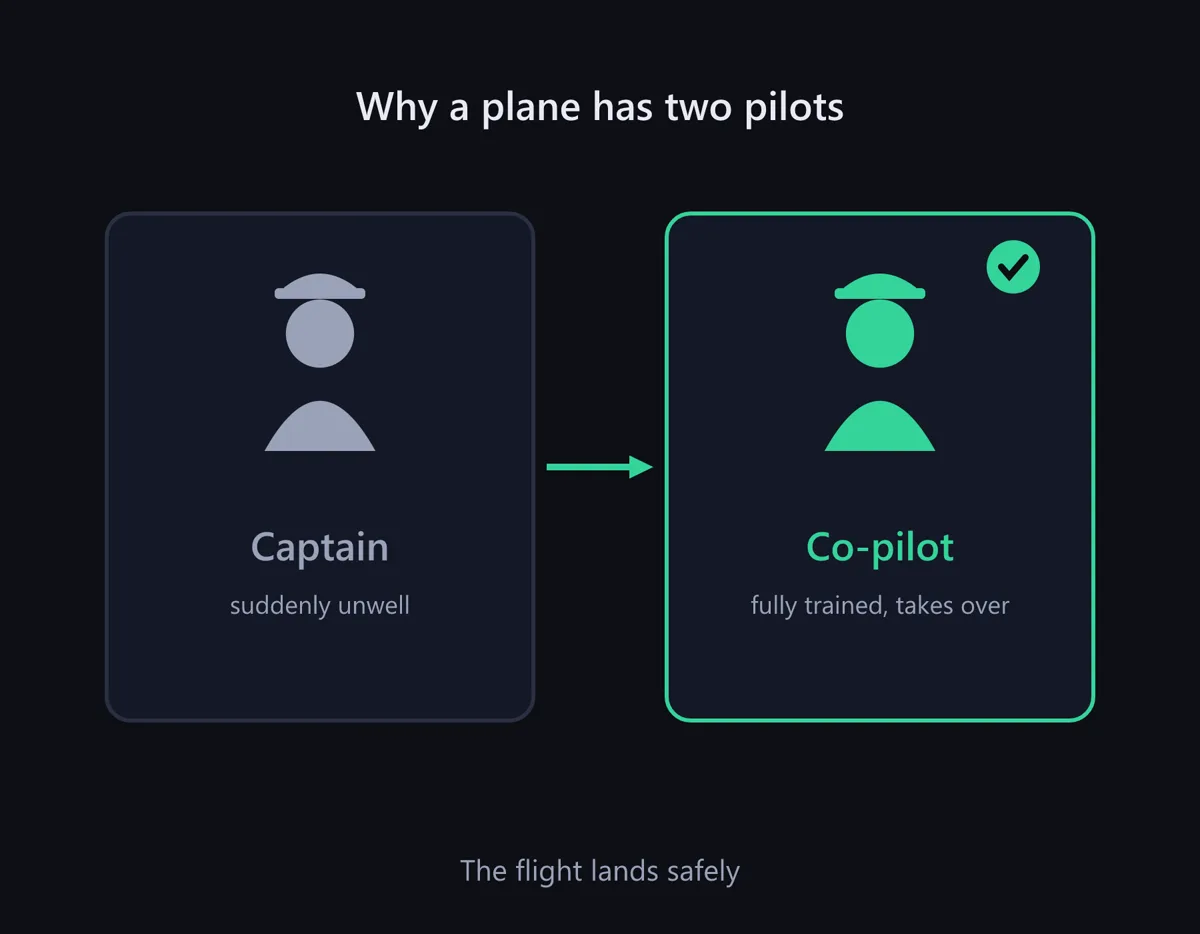 Why a plane has two pilots
Captain
suddenly unwell
Co-pilot
fully trained, takes over
The flight lands safely